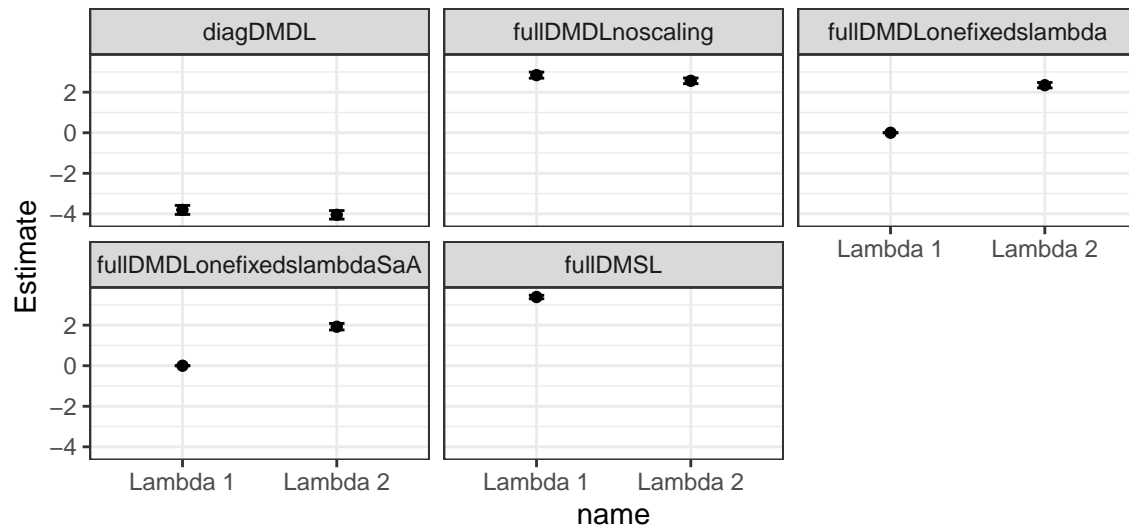 diagDMDL fullDMDLnoscaling fullDMDLonefixedslambda
2
0
−2
−4
Lambda 1 Lambda 2
fullDMDLonefixedslambdaSaA fullDMSL
2
0
−2
−4
Lambda 1 Lambda 2 Lambda 1 Lambda 2
name
Estimate